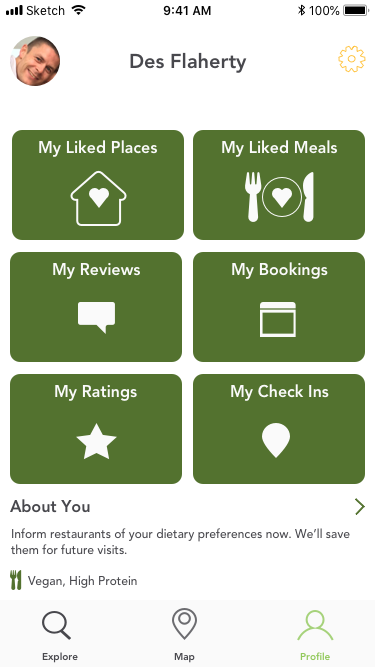 Sketch 9:41 AM 100%
Des Flaherty
My Liked Places My Liked Meals
My Reviews My Bookings
My Ratings My Check Ins
About You
Inform restaurants of your dietary preferences now. We’ll save
them for future visits.
Vegan, High Protein
Explore Map Profile